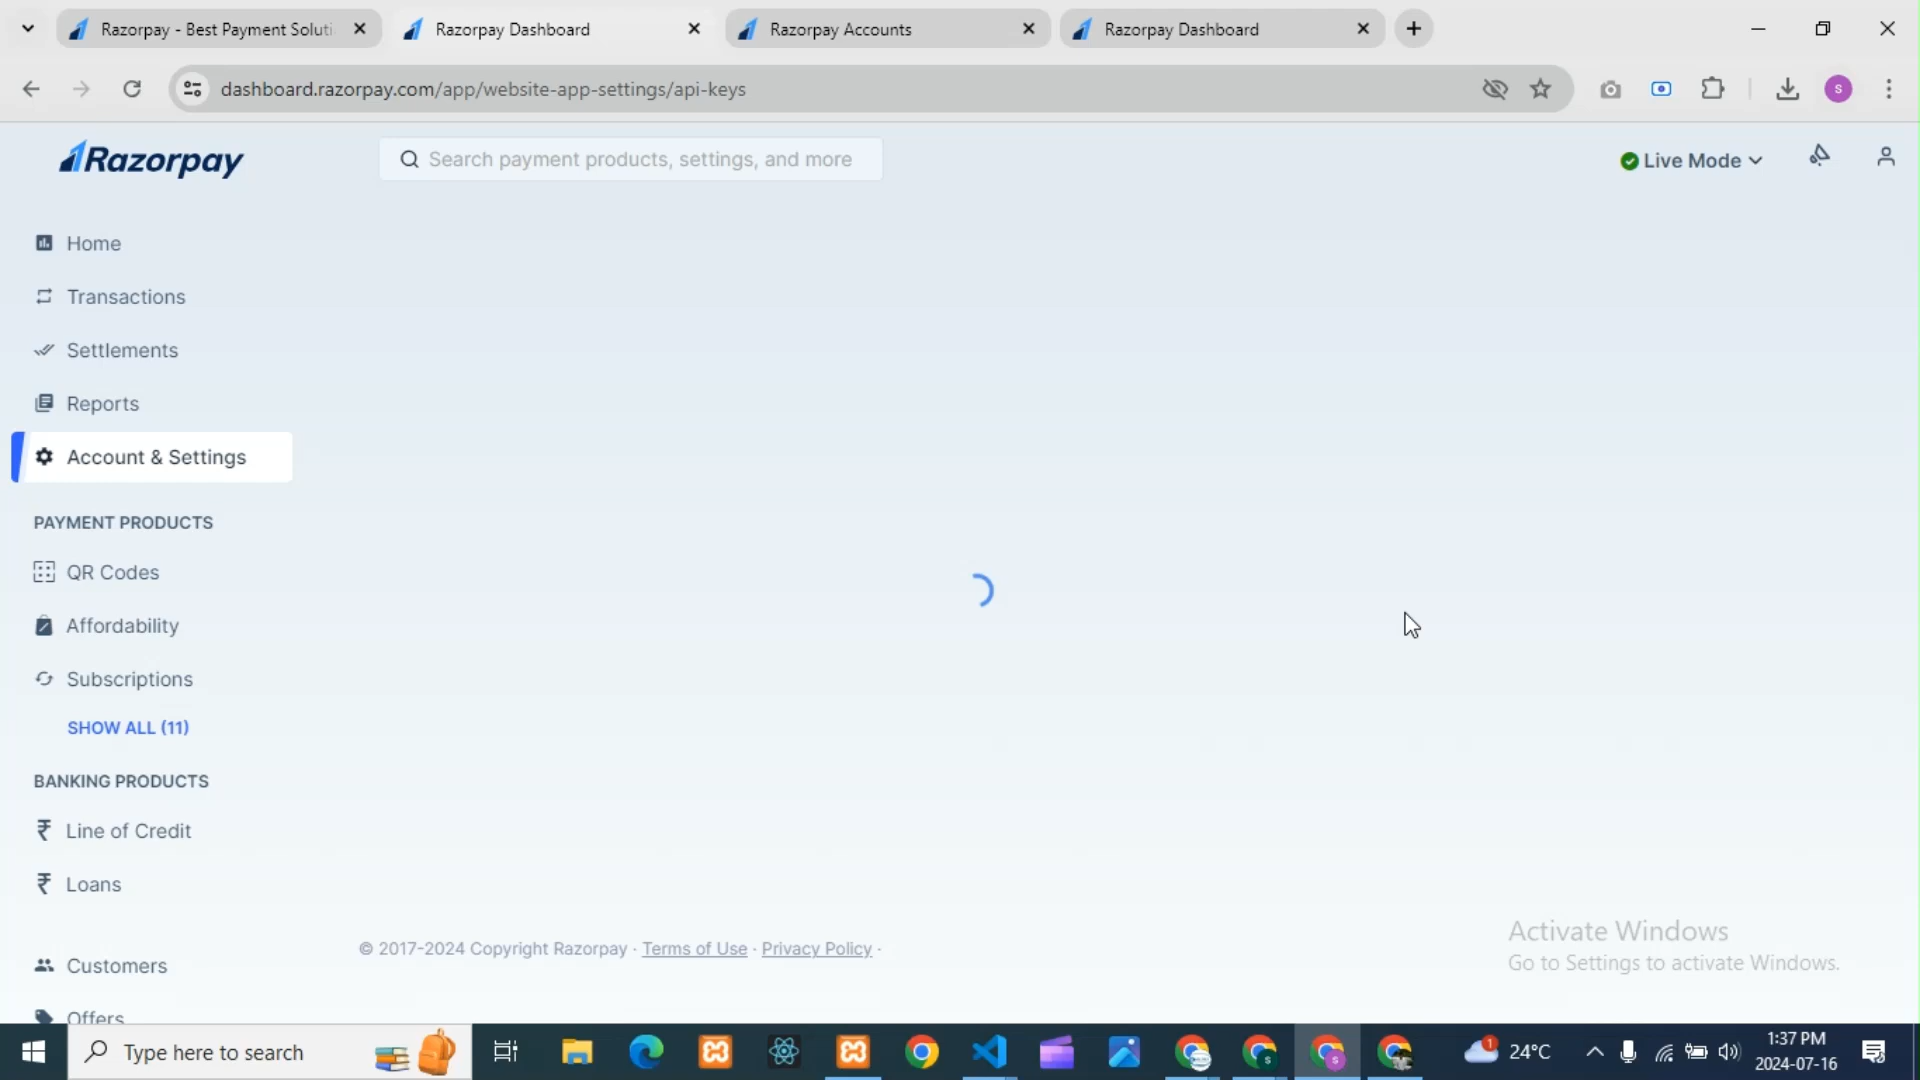 Razorpay - Best Payment Soluti
Razorpay Dashboard
Razorpay Accounts
Razorpay Dashboard
dashboard.razorpay.com/app/website-app-settings/api-keys
s
Razorpay
Search payment products, settings, and more
Live Mode
Home
Transactions
Settlements
Reports
Account & Settings
PAYMENT PRODUCTS
QR Codes
Affordability
Subscriptions
SHOW ALL (11)
BANKING PRODUCTS
₹ Line of Credit
₹ Loans
Customers
Offers
© 2017-2024 Copyright Razorpay · Terms of Use · Privacy Policy ·
Activate Windows
Go to Settings to activate Windows.
Type here to search
1
24°C
1:37 PM
2024-07-16